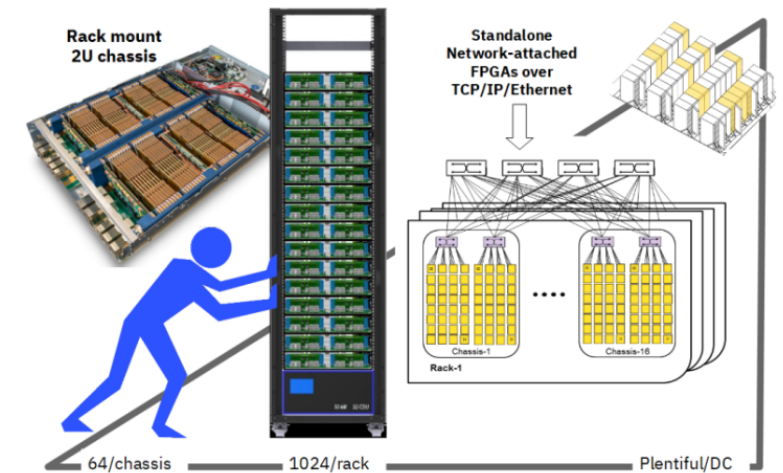 Rack mount
2U chassis
Standalone
Network-attached
FPGAs over
TCP/IP/Ethernet
Chassis-1
Chassis-16
Rack-1
64/chassis
1024/rack
Plentiful/DC